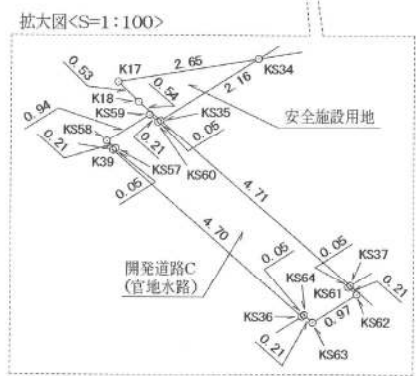 拡大図<S=1:100>
K17
2.65
KS34
0.53
K18
0.54
2.16
KS59
KS35
安全施設用地
0.94
KS58
0.21
0.05
0.21
K39
KS57
KS60
0.05
4.71
4.70
0.05
0.05
KS37
開発道路C
(官地水路)
KS64
KS61
0.21
KS36
0.97
KS62
0.21
KS63